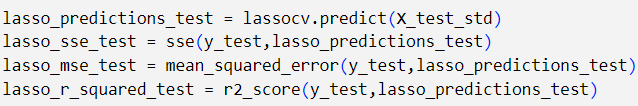 lasso_predictions_test = lassocv.predict(X_test_std)
lasso_sse_test = sse(y_test,lasso_predictions_test)
lasso_mse_test = mean_squared_error(y_test,lasso_predictions_test)
lasso_r_squared_test = r2_score(y_test,lasso_predictions_test)